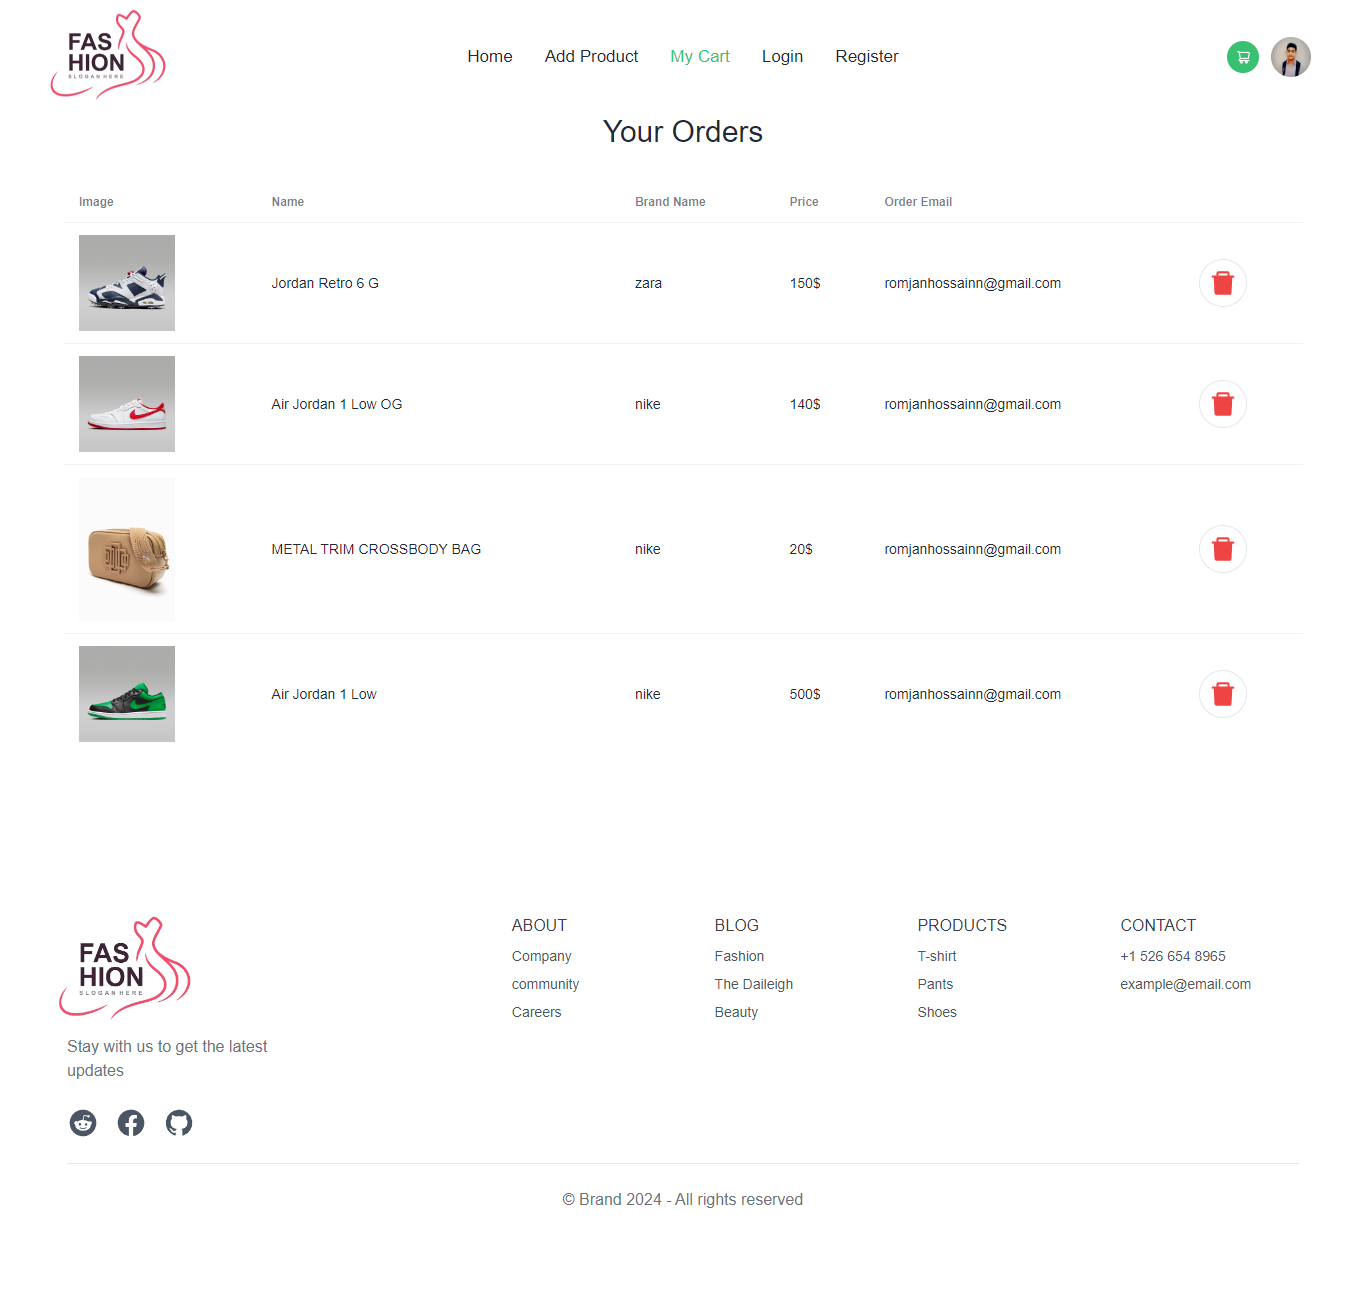 FAS
HION
SLOGAN HERE
Home Add Product My Cart Login Register
Your Orders
Image Name Brand Name Price Order Email
Jordan Retro 6 G zara 150$ romjanhossainn@gmail.com
Air Jordan 1 Low OG nike 140$ romjanhossainn@gmail.com
METAL TRIM CROSSBODY BAG nike 20$ romjanhossainn@gmail.com
Air Jordan 1 Low nike 500$ romjanhossainn@gmail.com
FAS
HION
SLOGAN HERE
Stay with us to get the latest
updates
ABOUT
Company
community
Careers
BLOG
Fashion
The Daileigh
Beauty
PRODUCTS
T-shirt
Pants
Shoes
CONTACT
+1 526 654 8965
example@email.com
© Brand 2024 - All rights reserved